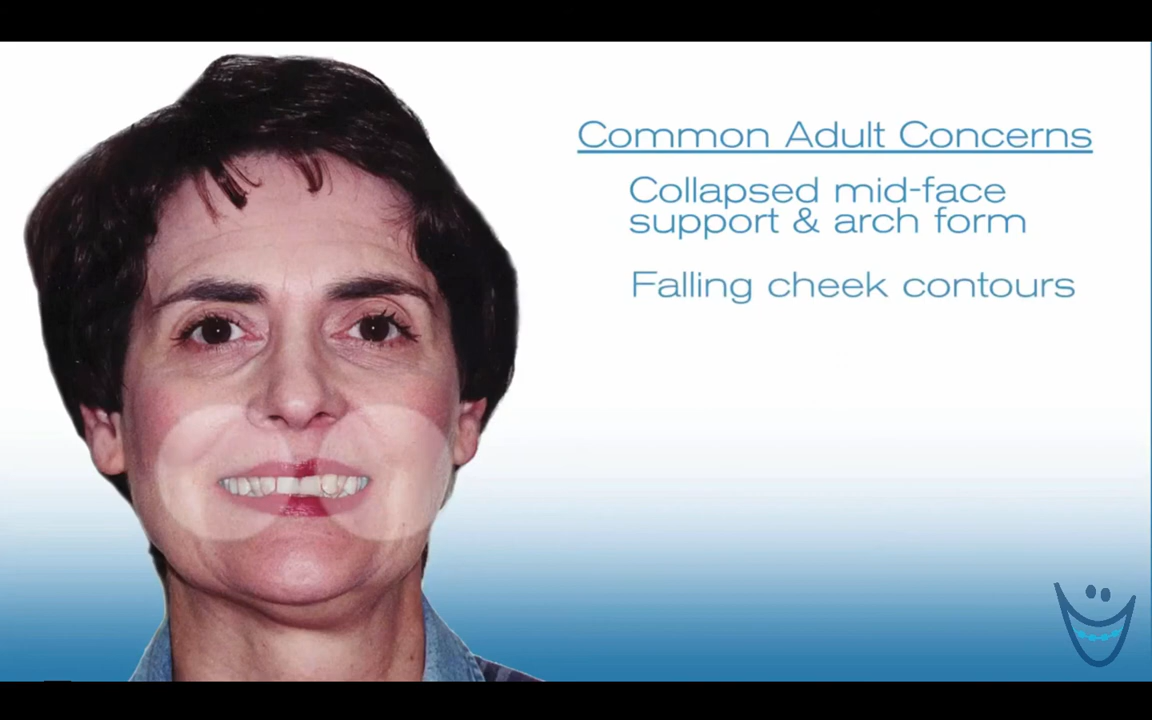 Common Adult Concerns
Collapsed mid-face
support & arch form
Falling cheek contours